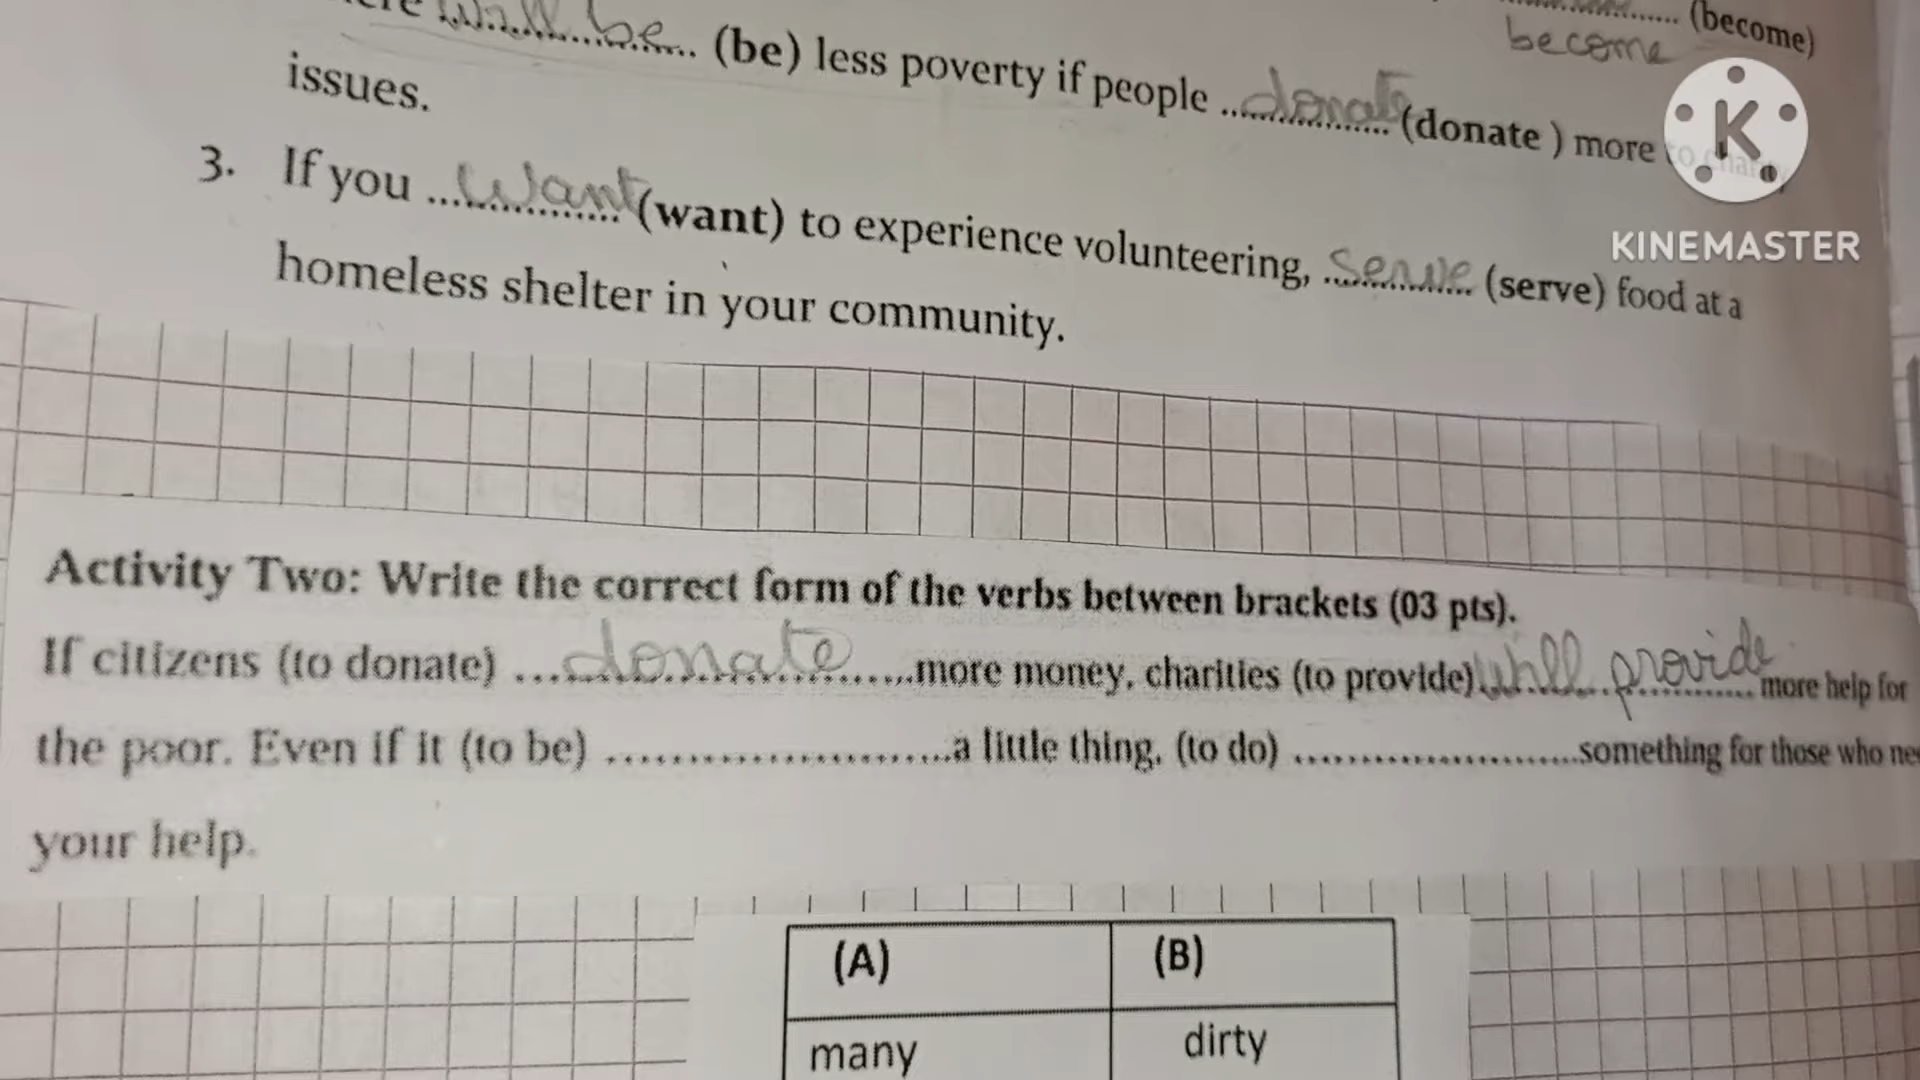 will be (be) less poverty if people donate (donate ) more to charity
................. (become)
become
issues.
3. If you ...want... (want) to experience volunteering, ...serve... (serve) food at a
homeless shelter in your community.
KINEMASTER
Activity Two: Write the correct form of the verbs between brackets (03 pts).
If citizens (to donate) ...donate... more money, charities (to provide) will provide more help for
the poor. Even if it (to be) ........................a little thing, (to do) ......................something for those who
your help.
(A) (B)
many dirty